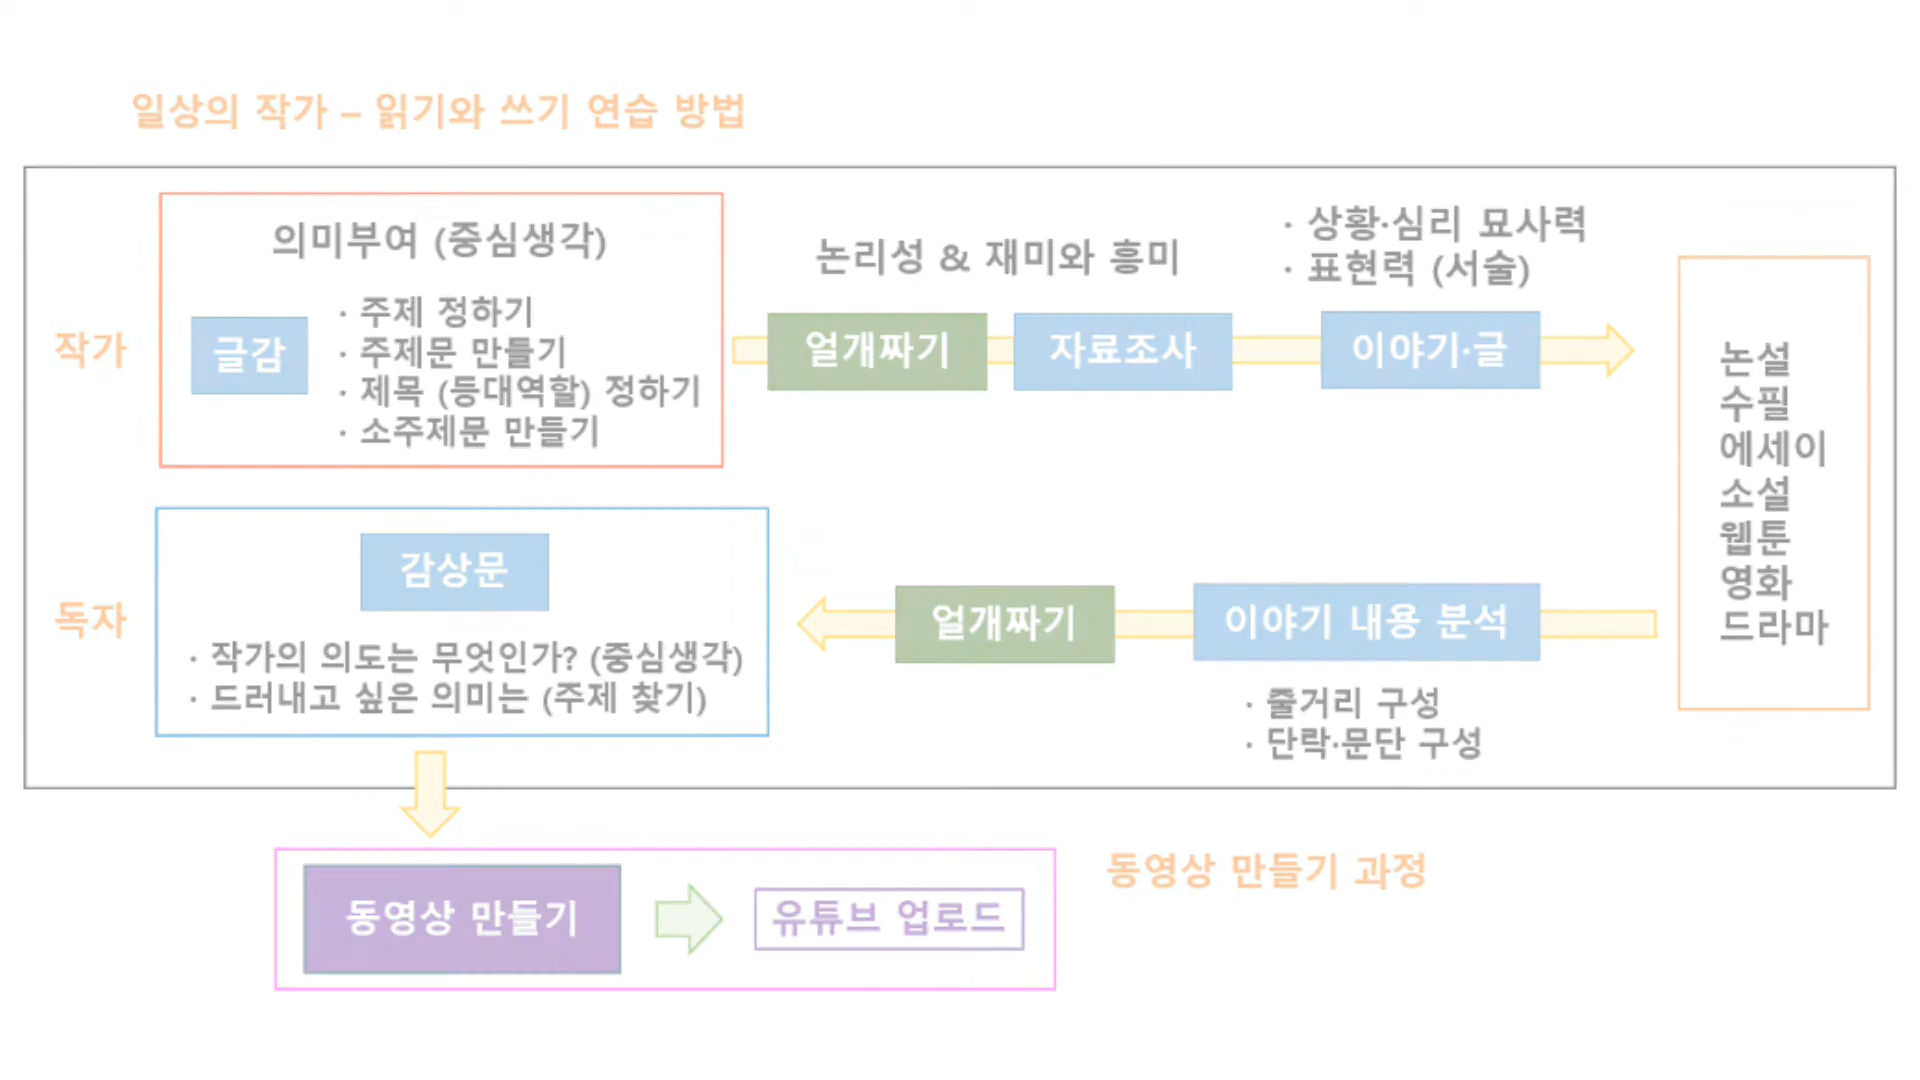 일상의 작가 – 읽기와 쓰기 연습 방법
작가
의미부여 (중심생각)
글감
· 주제 정하기
· 주제문 만들기
· 제목 (등대역할) 정하기
· 소주제문 만들기
논리성 & 재미와 흥미
얼개짜기
자료조사
· 상황·심리 묘사력
· 표현력 (서술)
이야기·글
논설
수필
에세이
소설
웹툰
영화
드라마
독자
감상문
· 작가의 의도는 무엇인가? (중심생각)
· 드러내고 싶은 의미는 (주제 찾기)
얼개짜기
이야기 내용 분석
· 줄거리 구성
· 단락·문단 구성
동영상 만들기
유튜브 업로드
동영상 만들기 과정